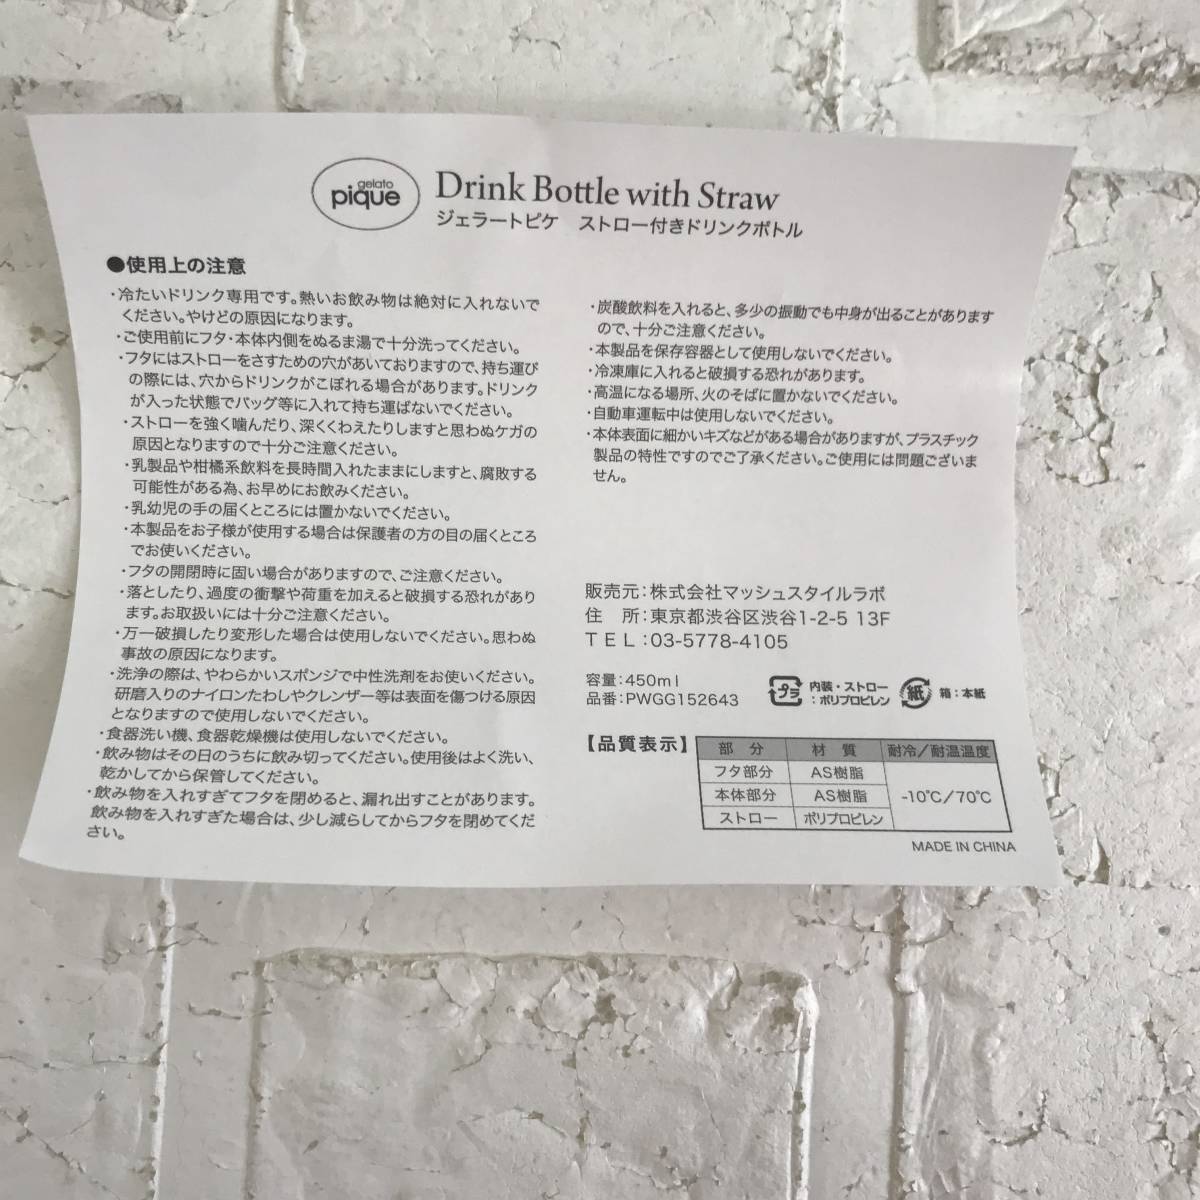 gelato
pique
Drink Bottle with Straw
ジェラートピケ　ストロー付きドリンクボトル
●使用上の注意
・冷たいドリンク専用です。熱いお飲み物は絶対に入れないで
ください。やけどの原因になります。
・ご使用前にフタ・本体内側をぬるま湯で十分洗ってください。
・フタにはストローをさすための穴があいておりますので、持ち運び
の際には、穴からドリンクがこぼれる場合があります。ドリンク
が入った状態でバッグ等に入れて持ち運ばないでください。
・ストローを強く噛んだり、深くくわえたりしますと思わぬケガの
原因となりますので十分ご注意ください。
・乳製品や柑橘系飲料を長時間入れたままにしますと、腐敗する
可能性がある為、お早めにお飲みください。
・乳幼児の手の届くところには置かないでください。
・本製品をお子様が使用する場合は保護者の方の目の届くところ
でお使いください。
・フタの開閉時に固い場合がありますので、ご注意ください。
・落としたり、過度の衝撃や荷重を加えると破損する恐れがあり
ます。お取扱いには十分ご注意ください。
・万一破損したり変形した場合は使用しないでください。思わぬ
事故の原因になります。
・洗浄の際は、やわらかいスポンジで中性洗剤をお使いください。
研磨入りのナイロンたわしやクレンザー等は表面を傷つける原因
となりますので使用しないでください。
・食器洗い機、食器乾燥機は使用しないでください。
・飲み物はその日のうちに飲み切ってください。使用後はよく洗い、
乾かしてから保管してください。
・飲み物を入れすぎてフタを閉めると、漏れ出すことがあります。
飲み物を入れすぎた場合は、少し減らしてからフタを閉めてくだ
さい。
・炭酸飲料を入れると、多少の振動でも中身が出ることがあります
ので、十分ご注意ください。
・本製品を保存容器として使用しないでください。
・冷凍庫に入れると破損する恐れがあります。
・高温になる場所、火のそばに置かないでください。
・自動車運転中は使用しないでください。
・本体表面に細かいキズなどがある場合がありますが、プラスチック
製品の特性ですのでご了承ください。ご使用には問題ございま
せん。
販売元：株式会社マッシュスタイルラボ
住　所：東京都渋谷区渋谷1-2-5 13F
TEL：03-5778-4105
容量：450ml
品番：PWGG152643
プラ 内装・ストロー
：ポリプロピレン
紙 箱：本紙
【品質表示】
部　分 材　質 耐冷／耐温温度
フタ部分 AS樹脂
本体部分 AS樹脂 -10℃／70℃
ストロー ポリプロピレン
MADE IN CHINA